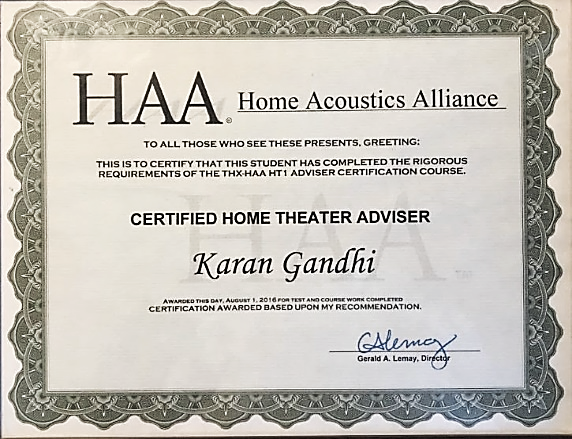 HAA® Home Acoustics Alliance
TO ALL THOSE WHO SEE THESE PRESENTS, GREETING:
THIS IS TO CERTIFY THAT THIS STUDENT HAS COMPLETED THE RIGOROUS
REQUIREMENTS OF THE THX-HAA HT1 ADVISER CERTIFICATION COURSE.
CERTIFIED HOME THEATER ADVISER
HAA TM
Karan Gandhi
AWARDED THIS DAY, AUGUST 1, 2016 FOR TEST AND COURSE WORK COMPLETED
CERTIFICATION AWARDED BASED UPON MY RECOMMENDATION.
GALemay
Gerald A. Lemay, Director